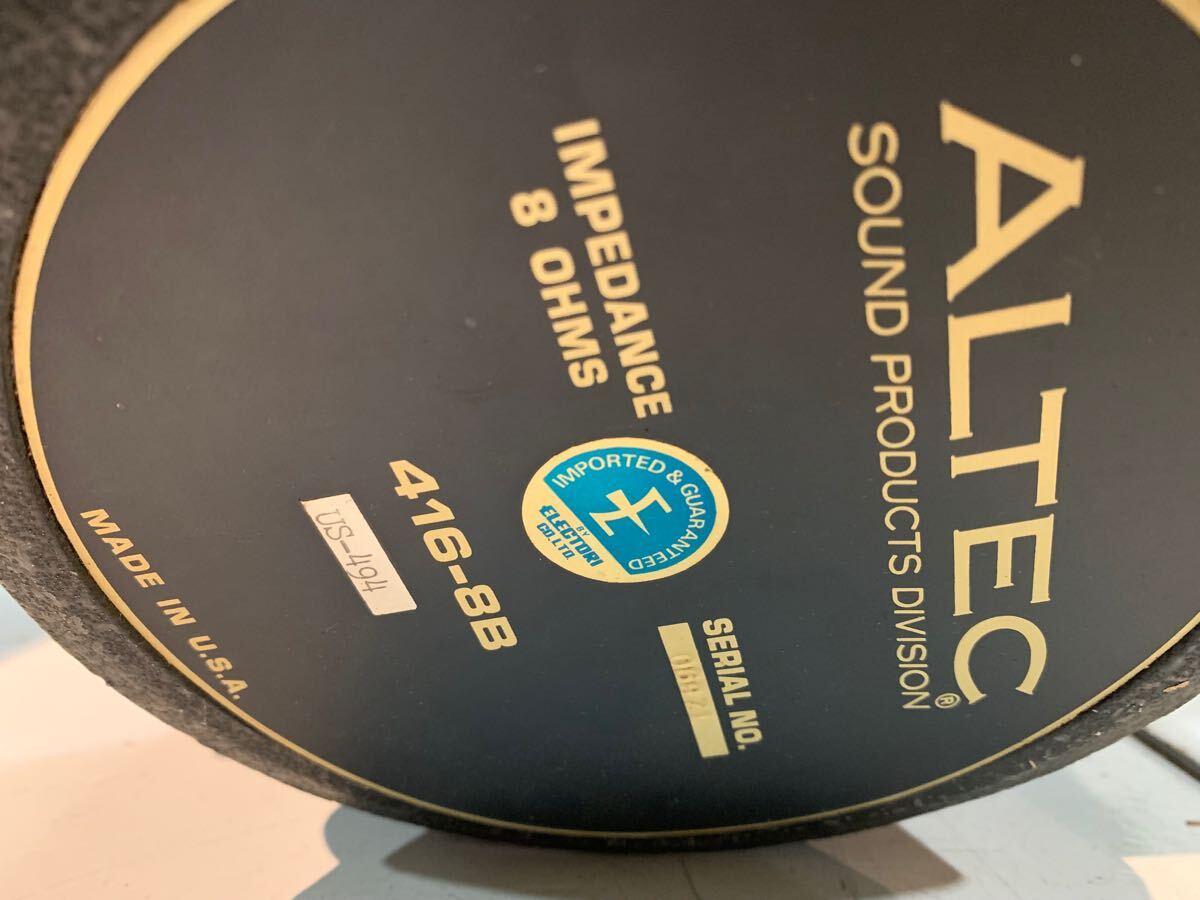 ALTEC®
SOUND PRODUCTS DIVISION
IMPEDANCE
8 OHMS
IMPORTED & GUARANTEED
BY
ELECTORI
CO.LTD.
SERIAL NO.
416-8B
US-494
MADE IN U.S.A.